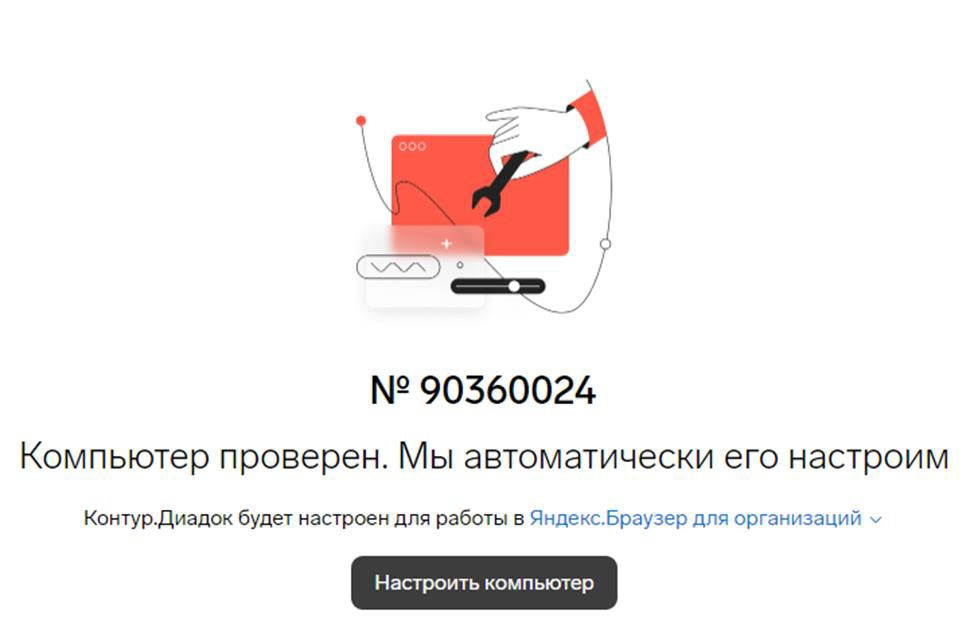 № 90360024
Компьютер проверен. Мы автоматически его настроим
Контур.Диадок будет настроен для работы в Яндекс.Браузер для организаций
Настроить компьютер